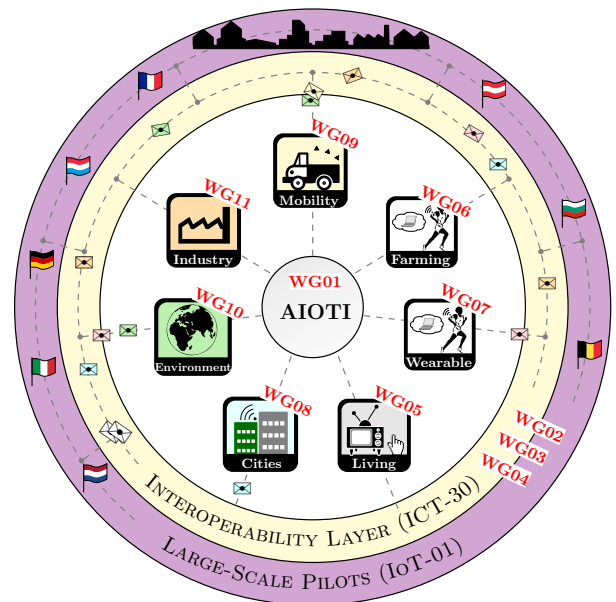 WG09
Mobility
WG11
Industry
WG06
Farming
WG01
AIOTI
WG10
Environment
WG07
Wearable
WG08
Cities
WG05
Living
WG02
WG03
WG04
Interoperability Layer (ICT-30)
Large-Scale Pilots (IoT-01)